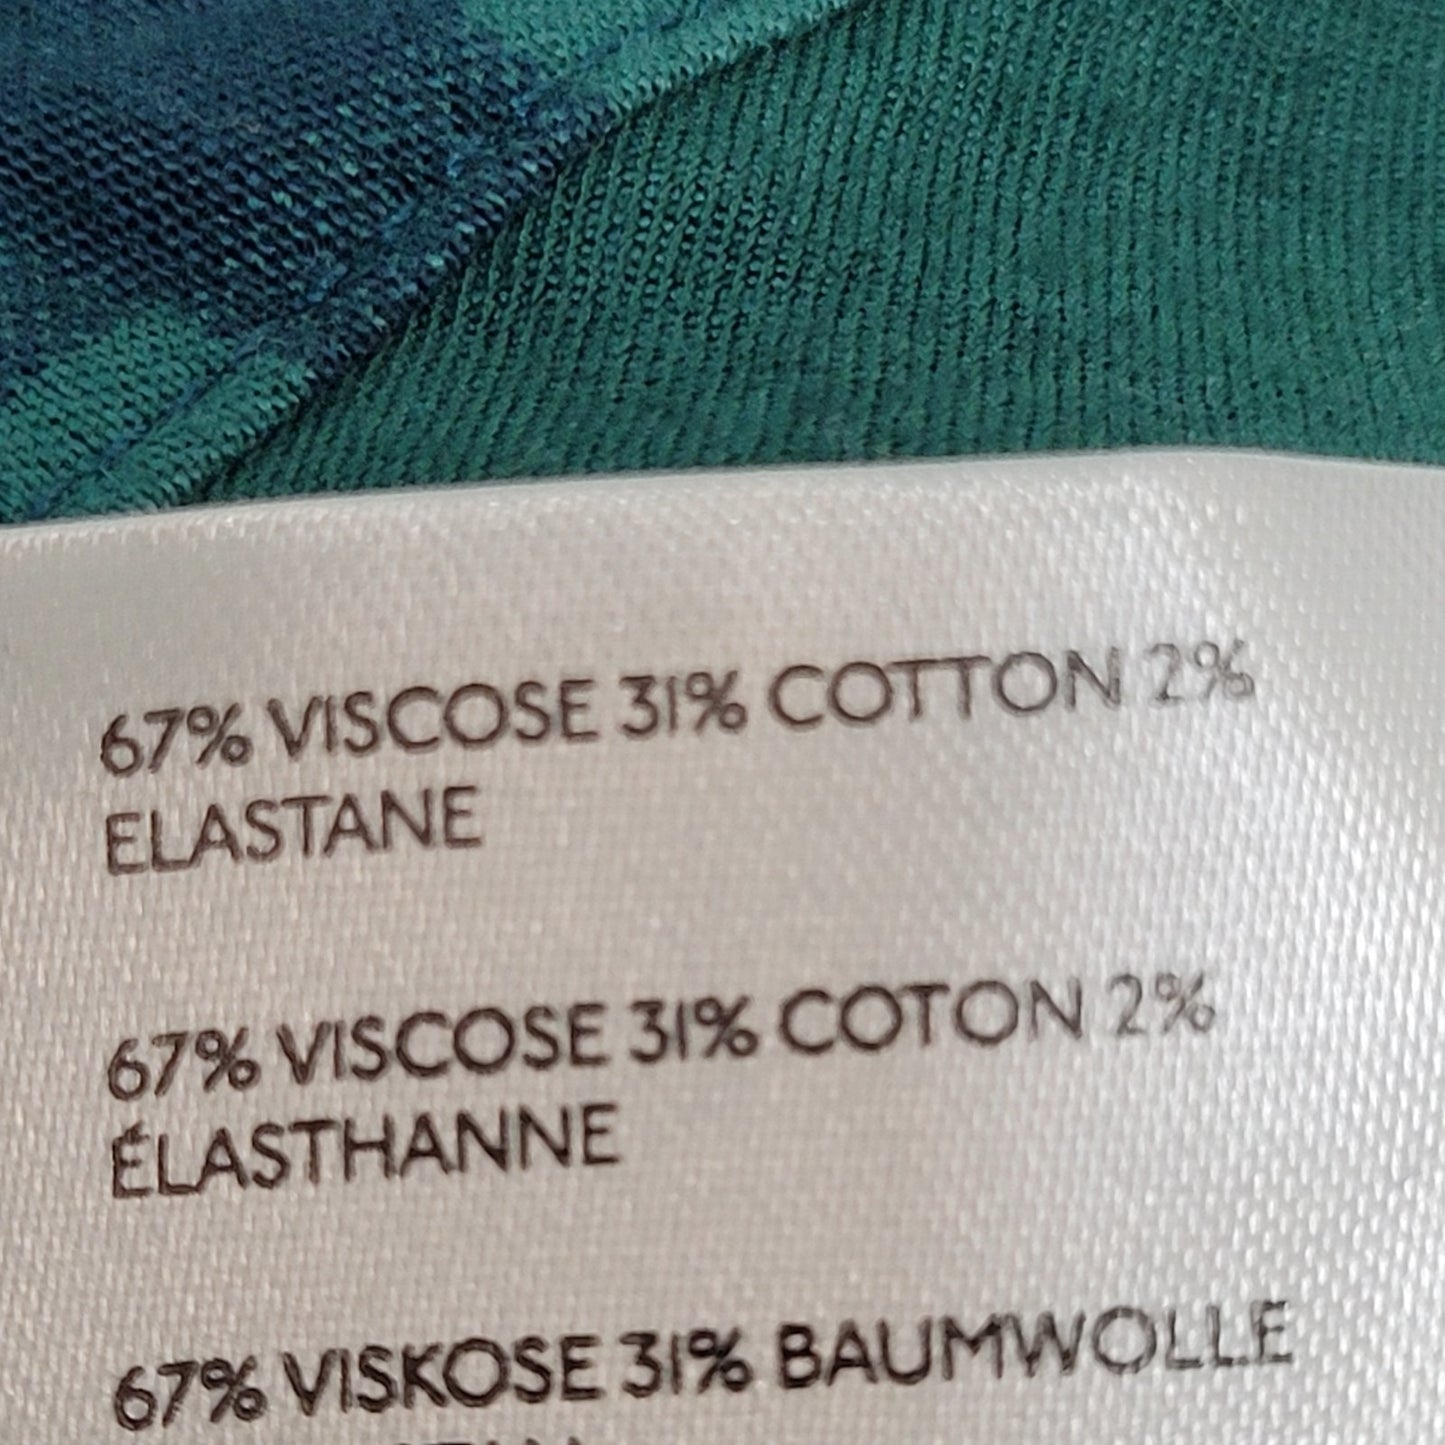 67% VISCOSE 31% COTTON 2%
ELASTANE
67% VISCOSE 31% COTON 2%
ÉLASTHANNE
67% VISKOSE 31% BAUMWOLLE